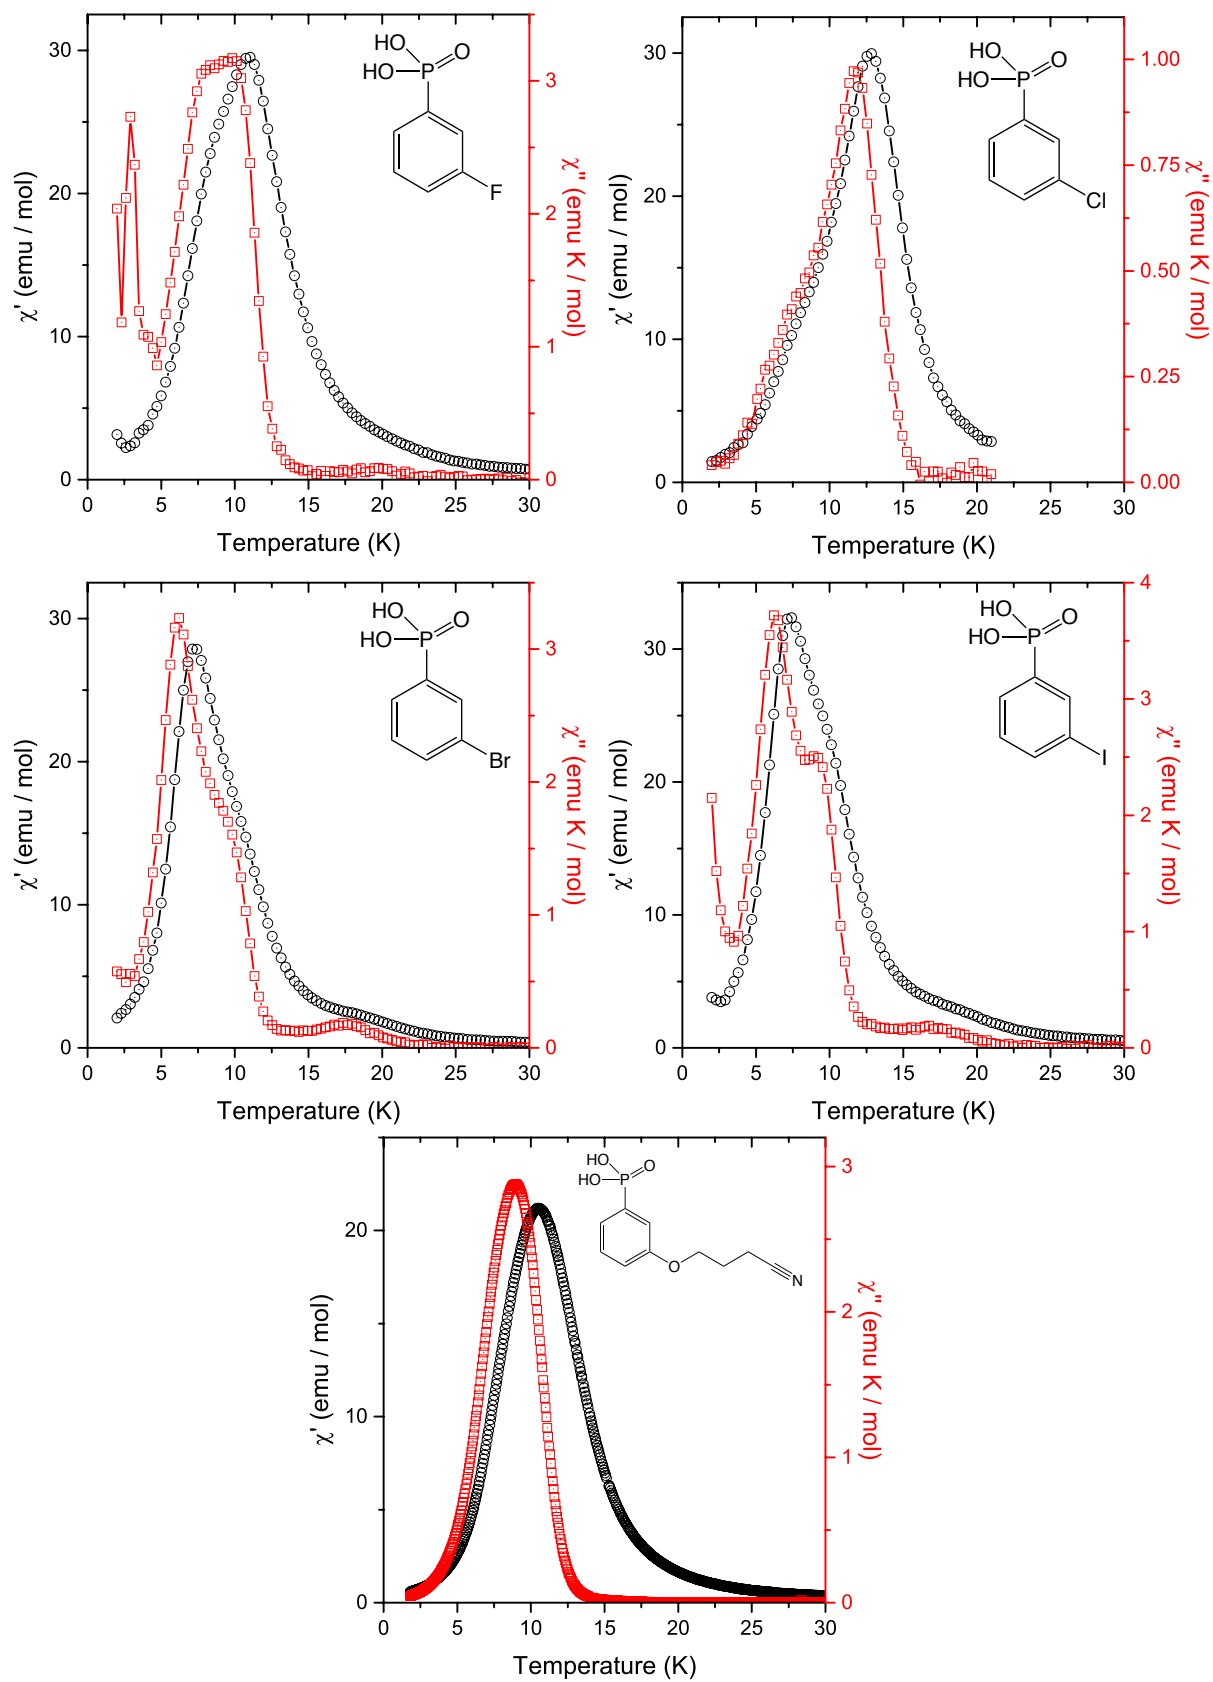 30
20
10
0
χ' (emu / mol)
0 5 10 15 20 25 30
Temperature (K)
3
2
1
0
χ'' (emu K / mol)
HO
HO
P
O
F
30
20
10
0
χ' (emu / mol)
0 5 10 15 20 25 30
Temperature (K)
1.00
0.75
0.50
0.25
0.00
χ'' (emu K / mol)
HO
HO
P
O
Cl
30
20
10
0
χ' (emu / mol)
0 5 10 15 20 25 30
Temperature (K)
3
2
1
0
χ'' (emu K / mol)
HO
HO
P
O
Br
30
20
10
0
χ' (emu / mol)
0 5 10 15 20 25 30
Temperature (K)
4
3
2
1
0
χ'' (emu K / mol)
HO
HO
P
O
I
20
10
0
χ' (emu / mol)
0 5 10 15 20 25 30
Temperature (K)
3
2
1
0
χ'' (emu K / mol)
HO
HO
P
O
O
N